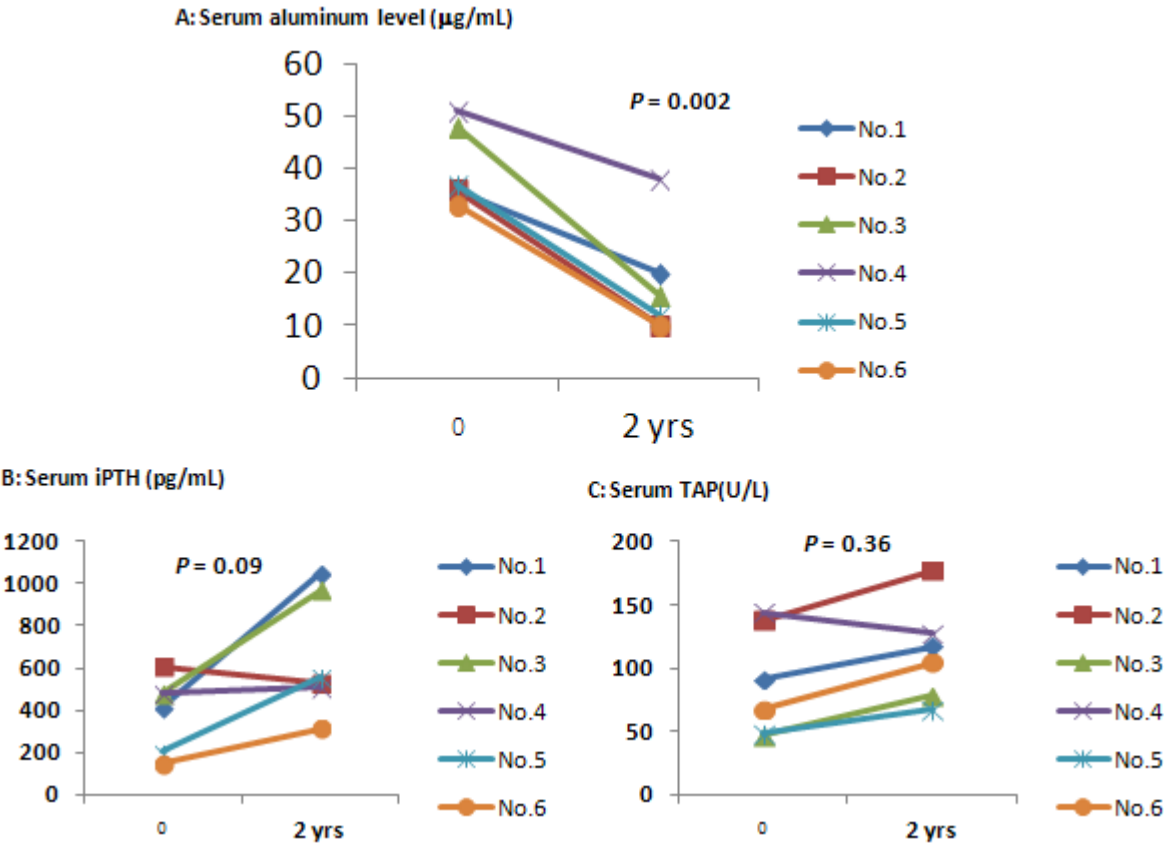 A: Serum aluminum level (μg/mL)
60
50
40
30
20
10
0
0
2 yrs
P = 0.002
No.1
No.2
No.3
No.4
No.5
No.6
B: Serum iPTH (pg/mL)
1200
1000
800
600
400
200
0
0
2 yrs
P = 0.09
No.1
No.2
No.3
No.4
No.5
No.6
C: Serum TAP(U/L)
200
150
100
50
0
0
2 yrs
P = 0.36
No.1
No.2
No.3
No.4
No.5
No.6